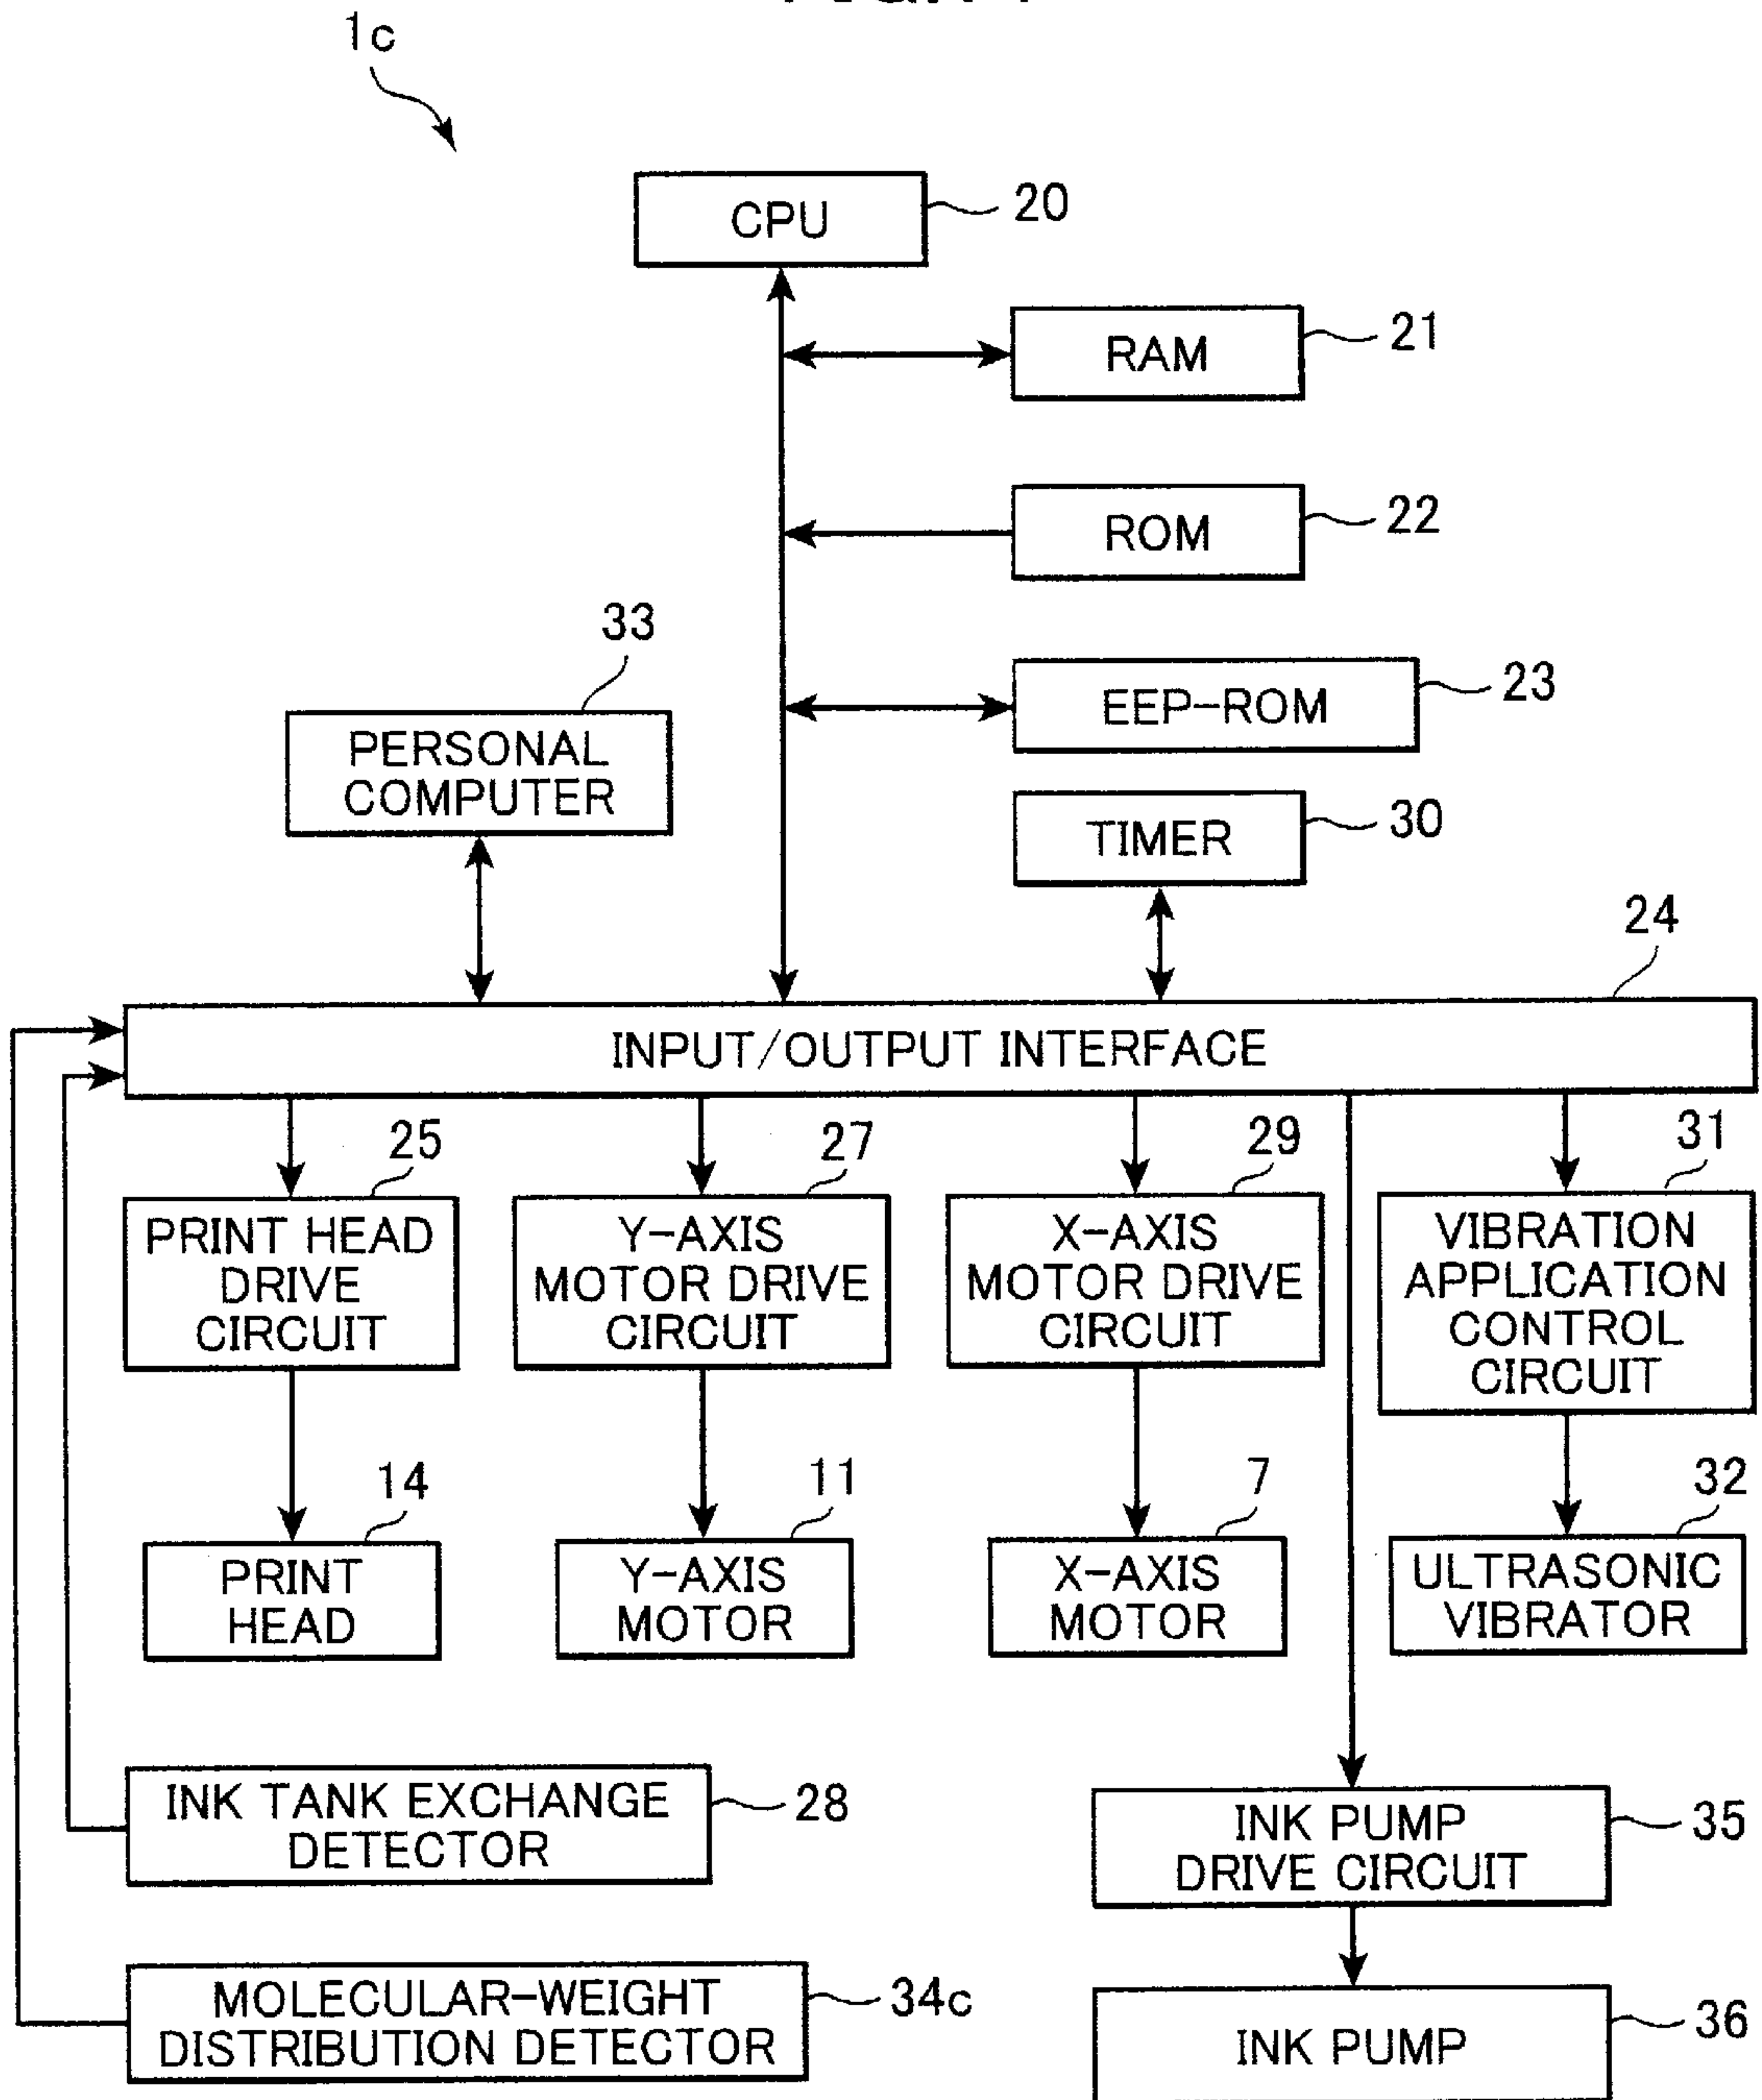 1c
CPU
20
RAM
21
ROM
22
33
PERSONAL
COMPUTER
EEP-ROM
23
TIMER
30
24
INPUT/OUTPUT INTERFACE
25
27
29
31
PRINT HEAD
DRIVE
CIRCUIT
Y-AXIS
MOTOR DRIVE
CIRCUIT
X-AXIS
MOTOR DRIVE
CIRCUIT
VIBRATION
APPLICATION
CONTROL
CIRCUIT
14
11
7
32
PRINT
HEAD
Y-AXIS
MOTOR
X-AXIS
MOTOR
ULTRASONIC
VIBRATOR
INK TANK EXCHANGE
DETECTOR
28
INK PUMP
DRIVE CIRCUIT
35
MOLECULAR-WEIGHT
DISTRIBUTION DETECTOR
34c
INK PUMP
36